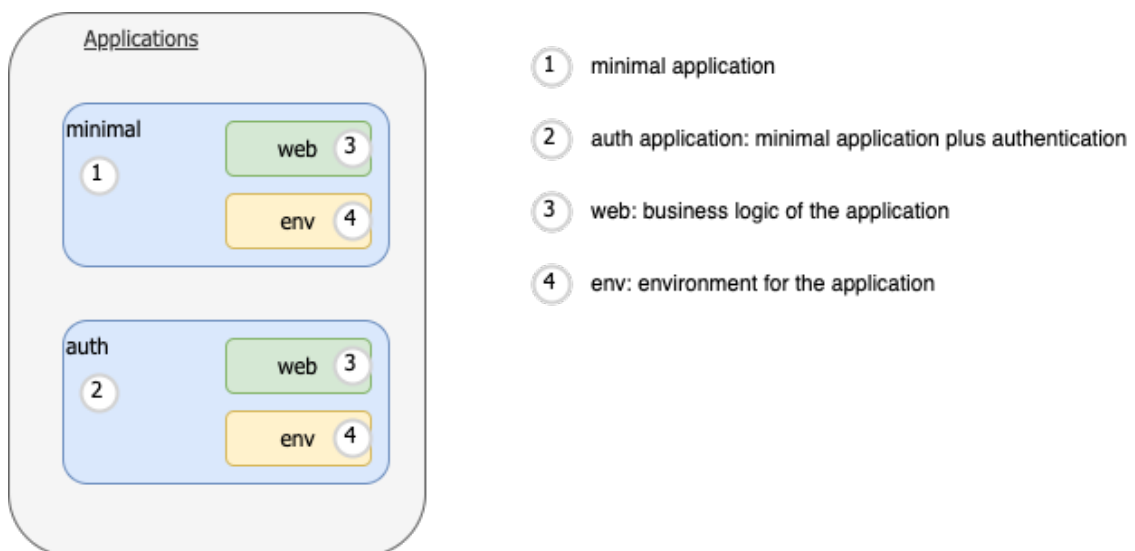 Applications
minimal
1
web
3
env
4
auth
2
web
3
env
4
1 minimal application
2 auth application: minimal application plus authentication
3 web: business logic of the application
4 env: environment for the application